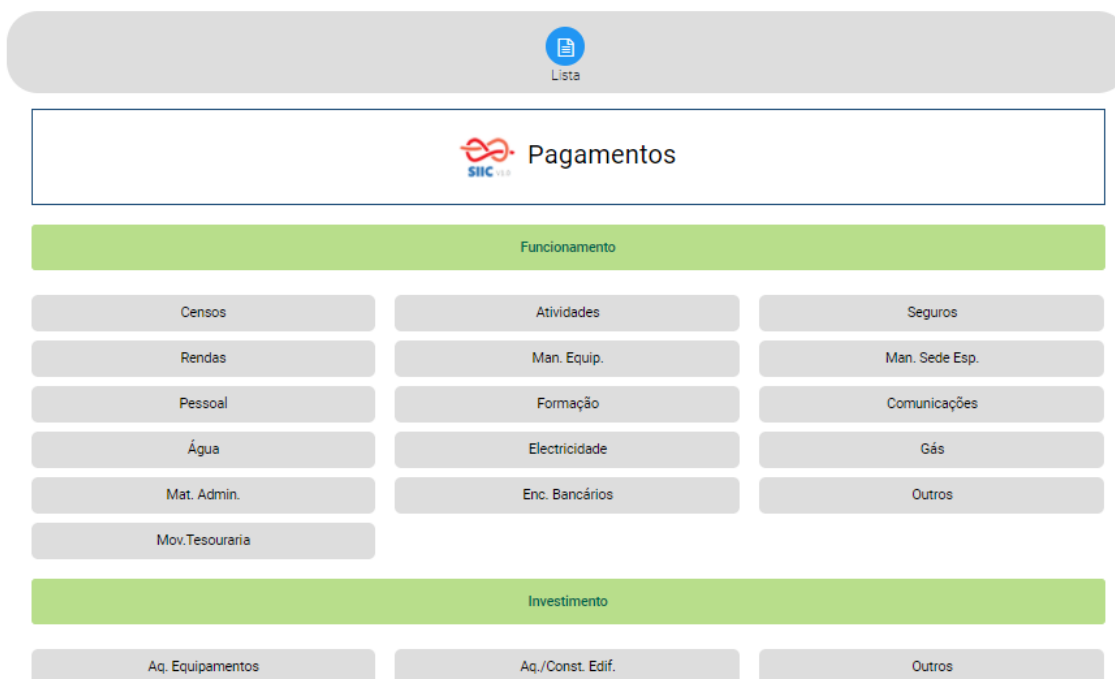 Lista
SIIC
Pagamentos
Funcionamento
Censos
Atividades
Seguros
Rendas
Man. Equip.
Man. Sede Esp.
Pessoal
Formação
Comunicações
Água
Electricidade
Gás
Mat. Admin.
Enc. Bancários
Outros
Mov.Tesouraria
Investimento
Aq. Equipamentos
Aq./Const. Edif.
Outros